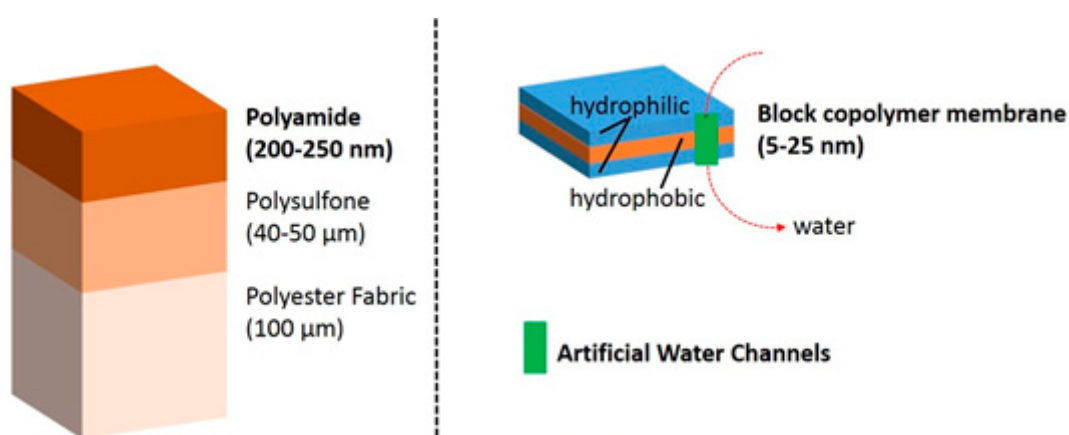 Polyamide
(200-250 nm)
Polysulfone
(40-50 μm)
Polyester Fabric
(100 μm)
hydrophilic
hydrophobic
Block copolymer membrane
(5-25 nm)
water
Artificial Water Channels